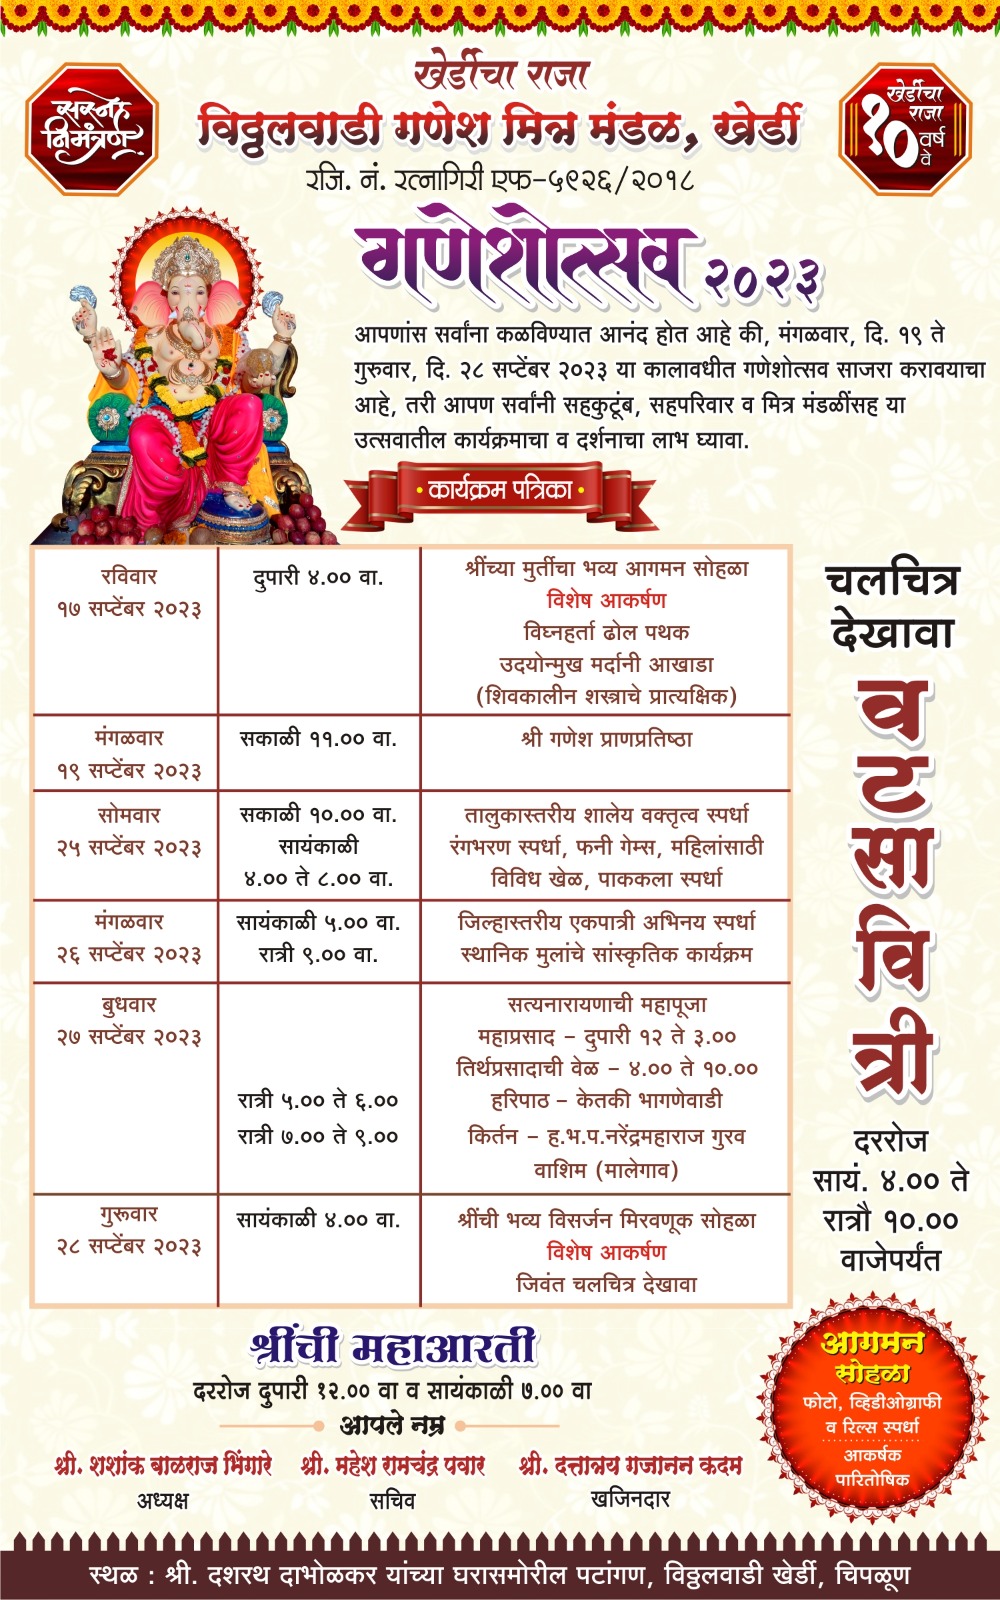 खेर्डीचा राजा
विठ्ठलवाडी गणेश मित्र मंडळ, खेर्डी
रजि. नं. रत्नागिरी एफ-५९२६/२०१८
सस्नेह
निमंत्रण
खेर्डीचा
राजा
१० वर्ष
वे
गणेशोत्सव २०२३
आपणांस सर्वांना कळविण्यात आनंद होत आहे की, मंगळवार, दि. १९ ते
गुरुवार, दि. २८ सप्टेंबर २०२३ या कालावधीत गणेशोत्सव साजरा करावयाचा
आहे, तरी आपण सर्वांनी सहकुटूंब, सहपरिवार व मित्र मंडळींसह या
उत्सवातील कार्यक्रमाचा व दर्शनाचा लाभ घ्यावा.
• कार्यक्रम पत्रिका •
रविवार
१७ सप्टेंबर २०२३
दुपारी ४.०० वा.
श्रींच्या मुर्तीचा भव्य आगमन सोहळा
विशेष आकर्षण
विघ्नहर्ता ढोल पथक
उदयोन्मुख मर्दानी आखाडा
(शिवकालीन शस्त्राचे प्रात्यक्षिक)
मंगळवार
१९ सप्टेंबर २०२३
सकाळी ११.०० वा.
श्री गणेश प्राणप्रतिष्ठा
सोमवार
२५ सप्टेंबर २०२३
सकाळी १०.०० वा.
सायंकाळी
४.०० ते ८.०० वा.
तालुकास्तरीय शालेय वक्तृत्व स्पर्धा
रंगभरण स्पर्धा, फनी गेम्स, महिलांसाठी
विविध खेळ, पाककला स्पर्धा
मंगळवार
२६ सप्टेंबर २०२३
सायंकाळी ५.०० वा.
रात्री ९.०० वा.
जिल्हास्तरीय एकपात्री अभिनय स्पर्धा
स्थानिक मुलांचे सांस्कृतिक कार्यक्रम
बुधवार
२७ सप्टेंबर २०२३
रात्री ५.०० ते ६.००
रात्री ७.०० ते ९.००
सत्यनारायणाची महापूजा
महाप्रसाद – दुपारी १२ ते ३.००
तिर्थप्रसादाची वेळ – ४.०० ते १०.००
हरिपाठ – केतकी भागणेवाडी
किर्तन – ह.भ.प.नरेंद्रमहाराज गुरव
वाशिम (मालेगाव)
गुरूवार
२८ सप्टेंबर २०२३
सायंकाळी ४.०० वा.
श्रींची भव्य विसर्जन मिरवणूक सोहळा
विशेष आकर्षण
जिवंत चलचित्र देखावा
चलचित्र
देखावा
व
ट
सा
वि
त्री
दररोज
सायं. ४.०० ते
रात्रौ १०.००
वाजेपर्यंत
श्रींची महाआरती
दररोज दुपारी १२.०० वा व सायंकाळी ७.०० वा
आपले नम्र
श्री. शशांक बाळराज भिंगारे
अध्यक्ष
श्री. महेश रामचंद्र पवार
सचिव
श्री. दत्तात्रय गजानन कदम
खजिनदार
आगमन
सोहळा
फोटो, व्हिडीओग्राफी
व रिल्स स्पर्धा
आकर्षक
पारितोषिक
स्थळ : श्री. दशरथ दाभोळकर यांच्या घरासमोरील पटांगण, विठ्ठलवाडी खेर्डी, चिपळूण